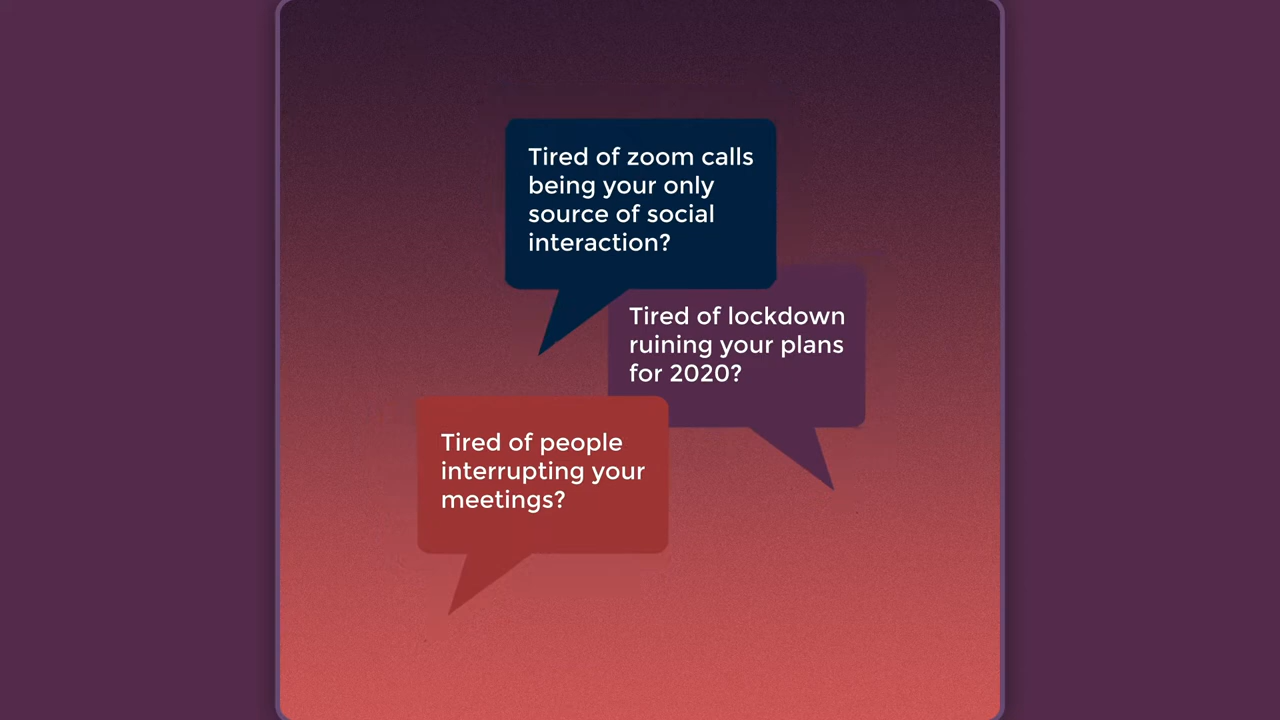 Tired of zoom calls
being your only
source of social
interaction?
Tired of lockdown
ruining your plans
for 2020?
Tired of people
interrupting your
meetings?